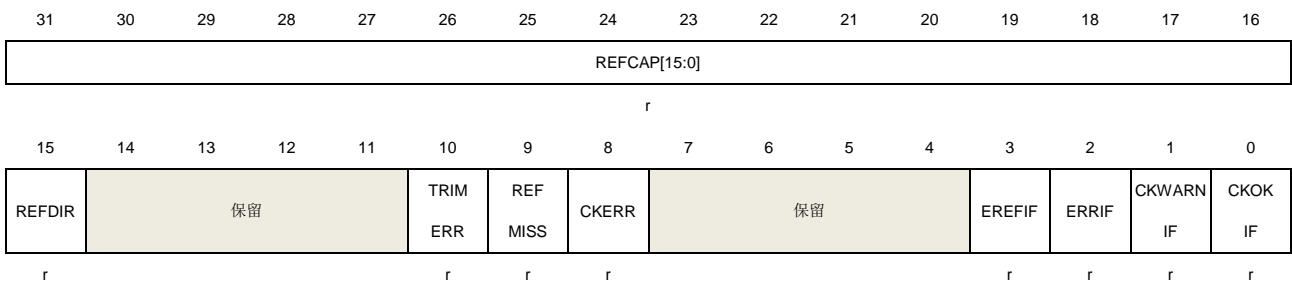 31 30 29 28 27 26 25 24 23 22 21 20 19 18 17 16
REFCAP[15:0]
r
15 14 13 12 11 10 9 8 7 6 5 4 3 2 1 0
REFDIR 保留 TRIM ERR REF MISS CKERR 保留 EREFIF ERRIF CKWARN IF CKOK IF
r r r r r r r r